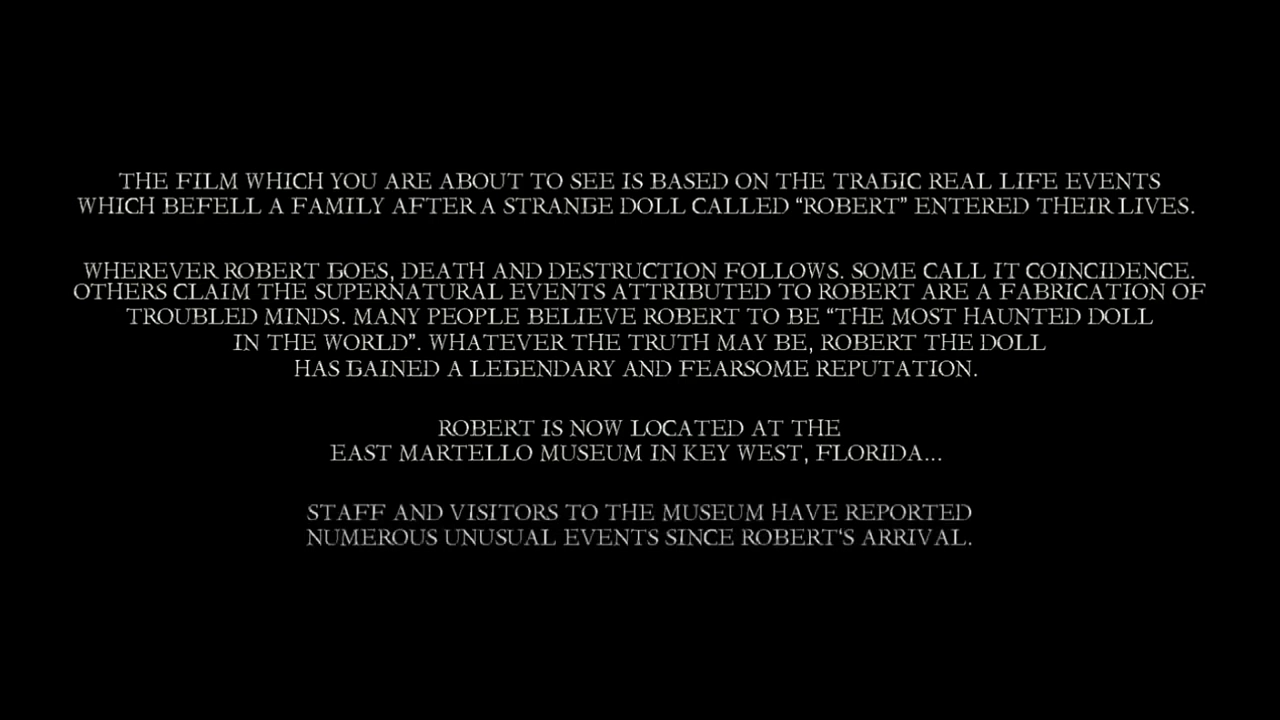 THE FILM WHICH YOU ARE ABOUT TO SEE IS BASED ON THE TRAGIC REAL LIFE EVENTS
WHICH BEFELL A FAMILY AFTER A STRANGE DOLL CALLED “ROBERT” ENTERED THEIR LIVES.
WHEREVER ROBERT GOES, DEATH AND DESTRUCTION FOLLOWS. SOME CALL IT COINCIDENCE.
OTHERS CLAIM THE SUPERNATURAL EVENTS ATTRIBUTED TO ROBERT ARE A FABRICATION OF
TROUBLED MINDS. MANY PEOPLE BELIEVE ROBERT TO BE “THE MOST HAUNTED DOLL
IN THE WORLD”. WHATEVER THE TRUTH MAY BE, ROBERT THE DOLL
HAS GAINED A LEGENDARY AND FEARSOME REPUTATION.
ROBERT IS NOW LOCATED AT THE
EAST MARTELLO MUSEUM IN KEY WEST, FLORIDA...
STAFF AND VISITORS TO THE MUSEUM HAVE REPORTED
NUMEROUS UNUSUAL EVENTS SINCE ROBERT‘S ARRIVAL.